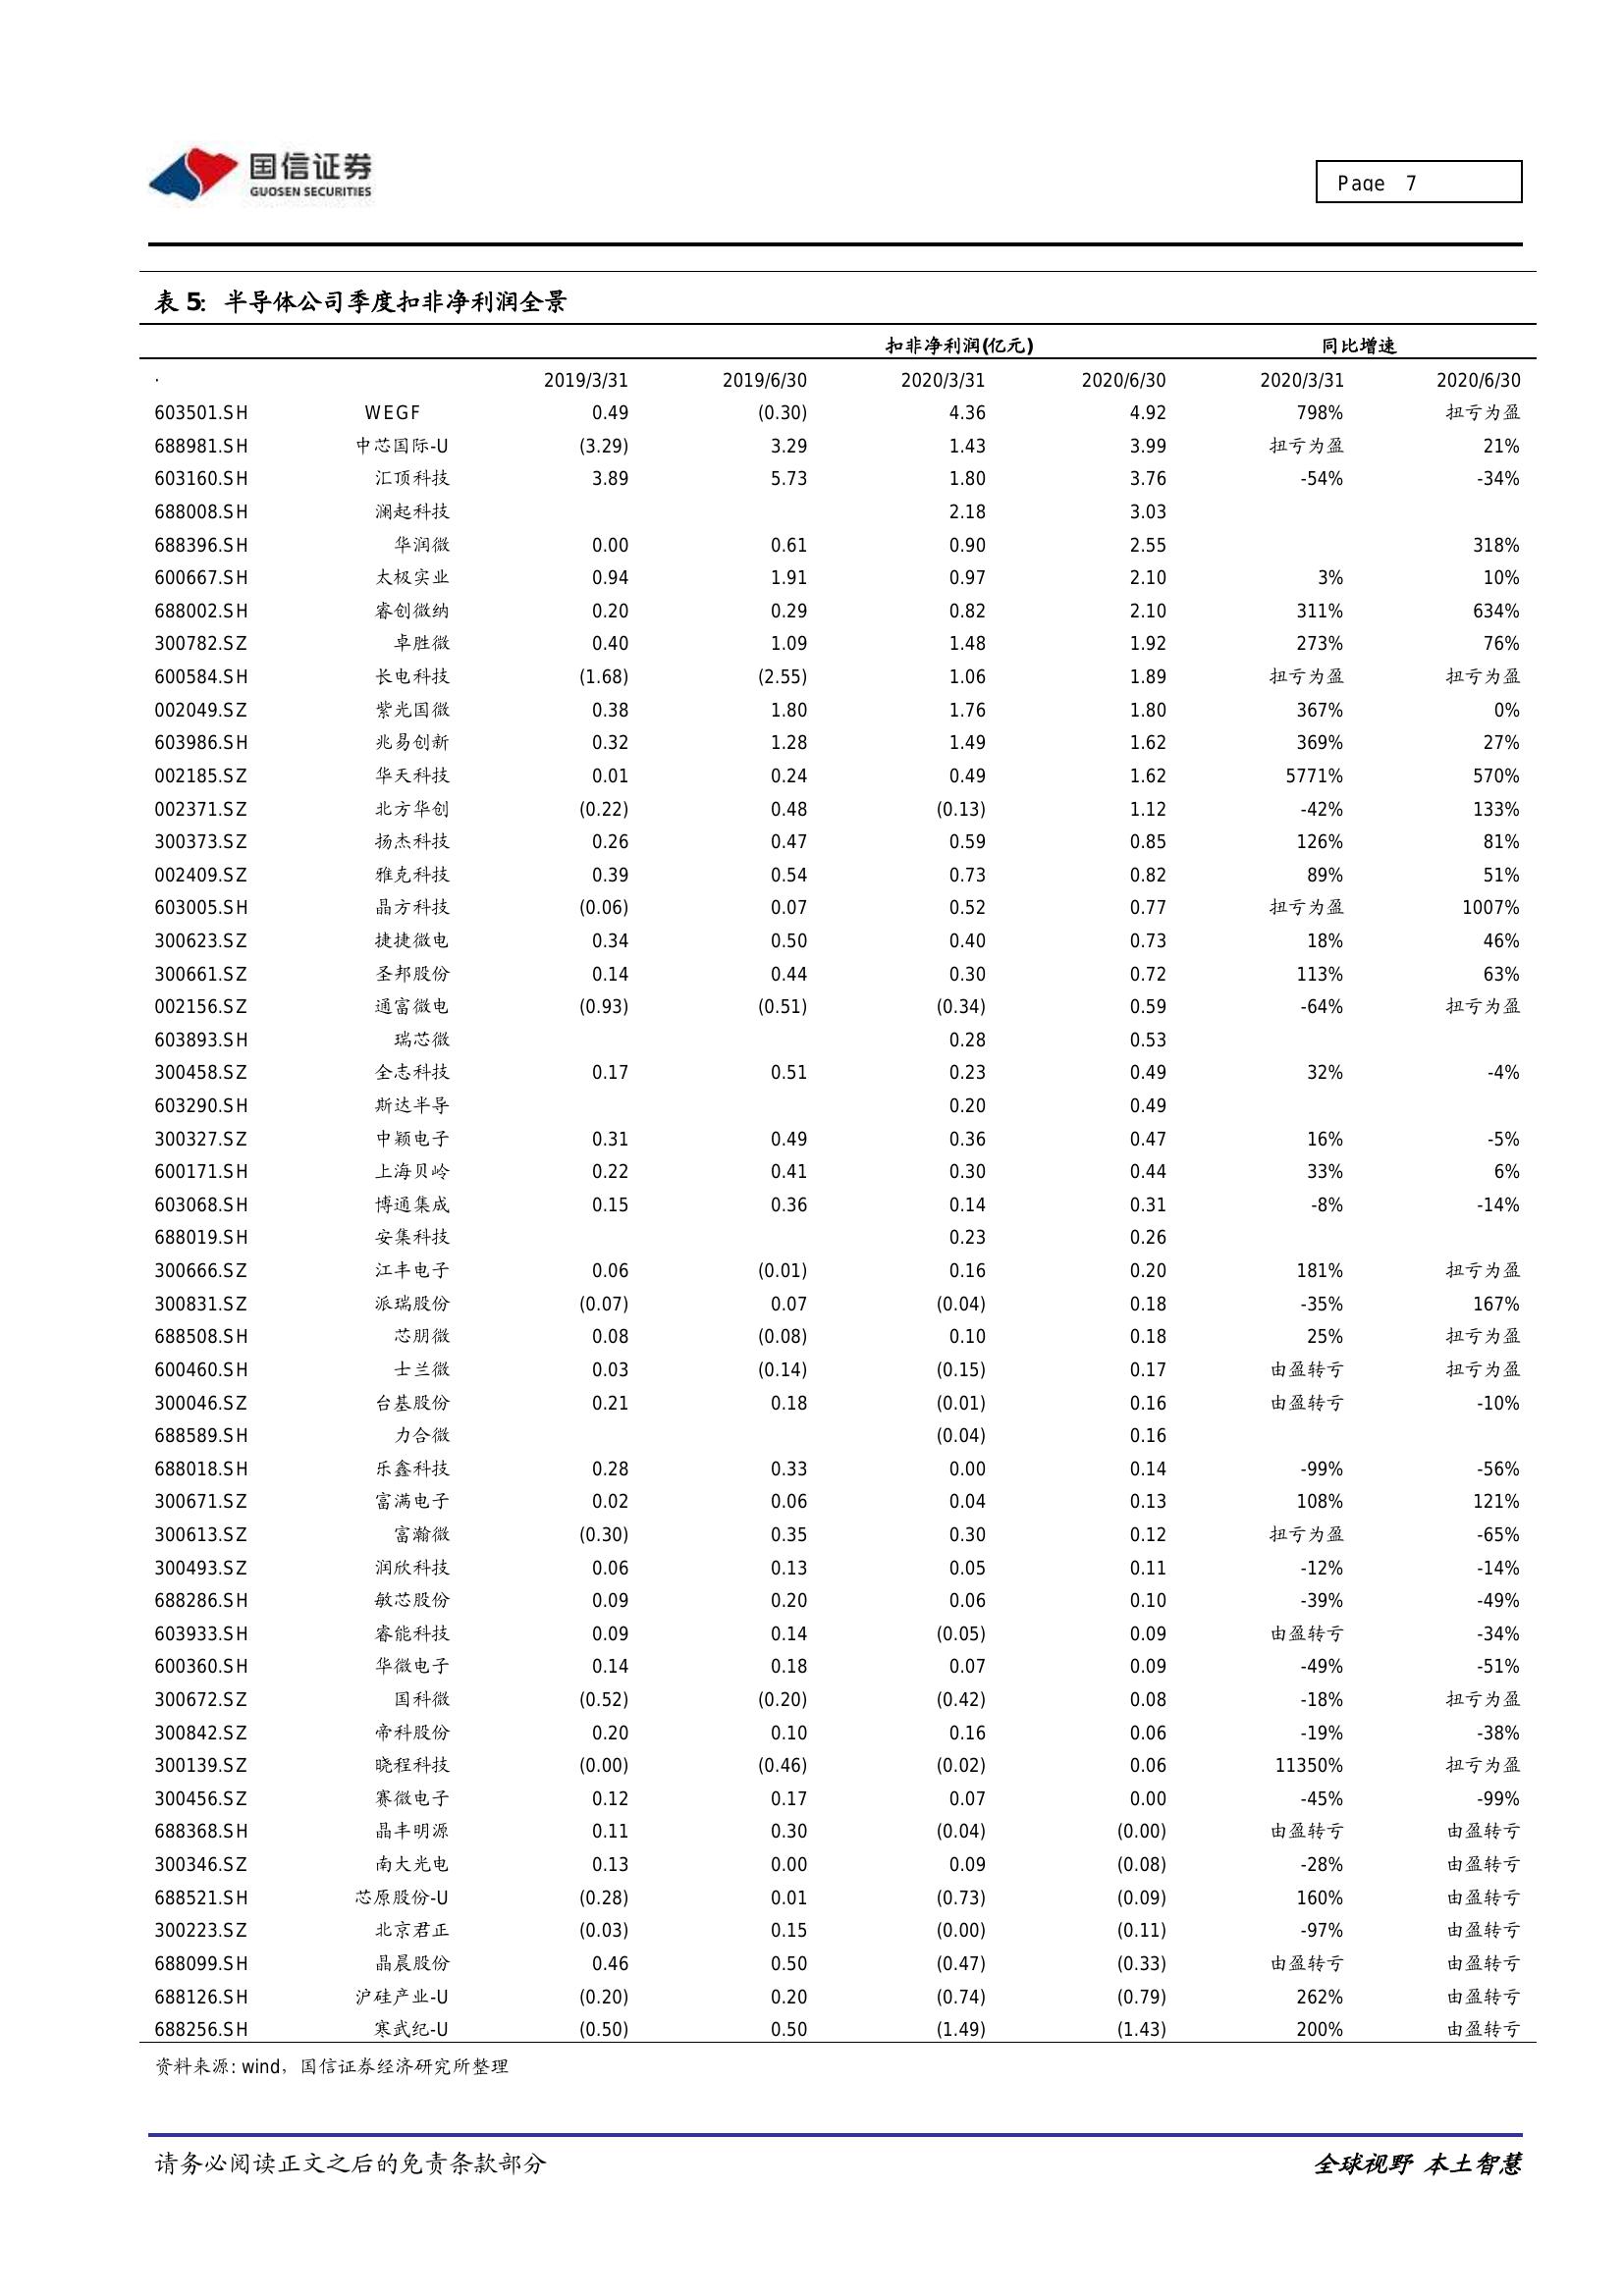 国信证券
GUOSEN SECURITIES
Page 7
表 5: 半导体公司季度扣非净利润全景
扣非净利润(亿元) 同比增速
. 2019/3/31 2019/6/30 2020/3/31 2020/6/30 2020/3/31 2020/6/30
603501.SH WEGF 0.49 (0.30) 4.36 4.92 798% 扭亏为盈
688981.SH 中芯国际-U (3.29) 3.29 1.43 3.99 扭亏为盈 21%
603160.SH 汇顶科技 3.89 5.73 1.80 3.76 -54% -34%
688008.SH 澜起科技 2.18 3.03
688396.SH 华润微 0.00 0.61 0.90 2.55 318%
600667.SH 太极实业 0.94 1.91 0.97 2.10 3% 10%
688002.SH 睿创微纳 0.20 0.29 0.82 2.10 311% 634%
300782.SZ 卓胜微 0.40 1.09 1.48 1.92 273% 76%
600584.SH 长电科技 (1.68) (2.55) 1.06 1.89 扭亏为盈 扭亏为盈
002049.SZ 紫光国微 0.38 1.80 1.76 1.80 367% 0%
603986.SH 兆易创新 0.32 1.28 1.49 1.62 369% 27%
002185.SZ 华天科技 0.01 0.24 0.49 1.62 5771% 570%
002371.SZ 北方华创 (0.22) 0.48 (0.13) 1.12 -42% 133%
300373.SZ 扬杰科技 0.26 0.47 0.59 0.85 126% 81%
002409.SZ 雅克科技 0.39 0.54 0.73 0.82 89% 51%
603005.SH 晶方科技 (0.06) 0.07 0.52 0.77 扭亏为盈 1007%
300623.SZ 捷捷微电 0.34 0.50 0.40 0.73 18% 46%
300661.SZ 圣邦股份 0.14 0.44 0.30 0.72 113% 63%
002156.SZ 通富微电 (0.93) (0.51) (0.34) 0.59 -64% 扭亏为盈
603893.SH 瑞芯微 0.28 0.53
300458.SZ 全志科技 0.17 0.51 0.23 0.49 32% -4%
603290.SH 斯达半导 0.20 0.49
300327.SZ 中颖电子 0.31 0.49 0.36 0.47 16% -5%
600171.SH 上海贝岭 0.22 0.41 0.30 0.44 33% 6%
603068.SH 博通集成 0.15 0.36 0.14 0.31 -8% -14%
688019.SH 安集科技 0.23 0.26
300666.SZ 江丰电子 0.06 (0.01) 0.16 0.20 181% 扭亏为盈
300831.SZ 派瑞股份 (0.07) 0.07 (0.04) 0.18 -35% 167%
688508.SH 芯朋微 0.08 (0.08) 0.10 0.18 25% 扭亏为盈
600460.SH 士兰微 0.03 (0.14) (0.15) 0.17 由盈转亏 扭亏为盈
300046.SZ 台基股份 0.21 0.18 (0.01) 0.16 由盈转亏 -10%
688589.SH 力合微 (0.04) 0.16
688018.SH 乐鑫科技 0.28 0.33 0.00 0.14 -99% -56%
300671.SZ 富满电子 0.02 0.06 0.04 0.13 108% 121%
300613.SZ 富瀚微 (0.30) 0.35 0.30 0.12 扭亏为盈 -65%
300493.SZ 润欣科技 0.06 0.13 0.05 0.11 -12% -14%
688286.SH 敏芯股份 0.09 0.20 0.06 0.10 -39% -49%
603933.SH 睿能科技 0.09 0.14 (0.05) 0.09 由盈转亏 -34%
600360.SH 华微电子 0.14 0.18 0.07 0.09 -49% -51%
300672.SZ 国科微 (0.52) (0.20) (0.42) 0.08 -18% 扭亏为盈
300842.SZ 帝科股份 0.20 0.10 0.16 0.06 -19% -38%
300139.SZ 晓程科技 (0.00) (0.46) (0.02) 0.06 11350% 扭亏为盈
300456.SZ 赛微电子 0.12 0.17 0.07 0.00 -45% -99%
688368.SH 晶丰明源 0.11 0.30 (0.04) (0.00) 由盈转亏 由盈转亏
300346.SZ 南大光电 0.13 0.00 0.09 (0.08) -28% 由盈转亏
688521.SH 芯原股份-U (0.28) 0.01 (0.73) (0.09) 160% 由盈转亏
300223.SZ 北京君正 (0.03) 0.15 (0.00) (0.11) -97% 由盈转亏
688099.SH 晶晨股份 0.46 0.50 (0.47) (0.33) 由盈转亏 由盈转亏
688126.SH 沪硅产业-U (0.20) 0.20 (0.74) (0.79) 262% 由盈转亏
688256.SH 寒武纪-U (0.50) 0.50 (1.49) (1.43) 200% 由盈转亏
资料来源: wind，国信证券经济研究所整理
请务必阅读正文之后的免责条款部分 全球视野 本土智慧